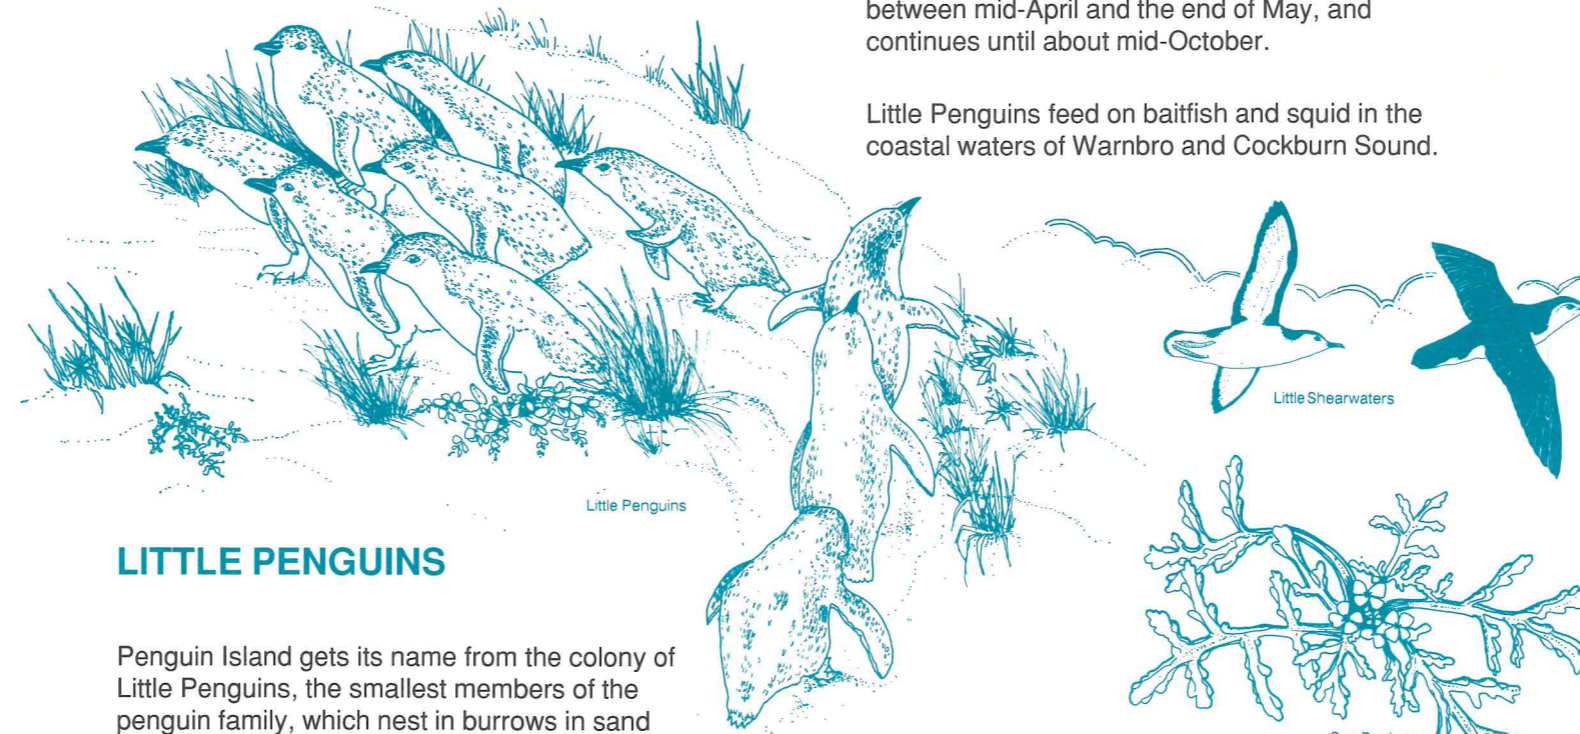 between mid-April and the end of May, and
continues until about mid-October.
Little Penguins feed on baitfish and squid in the
coastal waters of Warnbro and Cockburn Sound.
Little Shearwaters
Little Penguins
LITTLE PENGUINS
Penguin Island gets its name from the colony of
Little Penguins, the smallest members of the
penguin family, which nest in burrows in sand